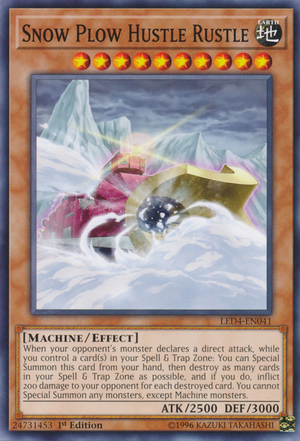 Snow Plow Hustle Rustle
EARTH
地
LED4-EN041
[Machine/Effect]
When your opponent's monster declares a direct attack, while
you control a card(s) in your Spell & Trap Zone: You can Special
Summon this card from your hand, then destroy as many cards
in your Spell & Trap Zone as possible, and if you do, inflict
200 damage to your opponent for each destroyed card. You cannot
Special Summon any monsters, except Machine monsters.
ATK/2500 DEF/3000
24731453 1st Edition ©1996 KAZUKI TAKAHASHI